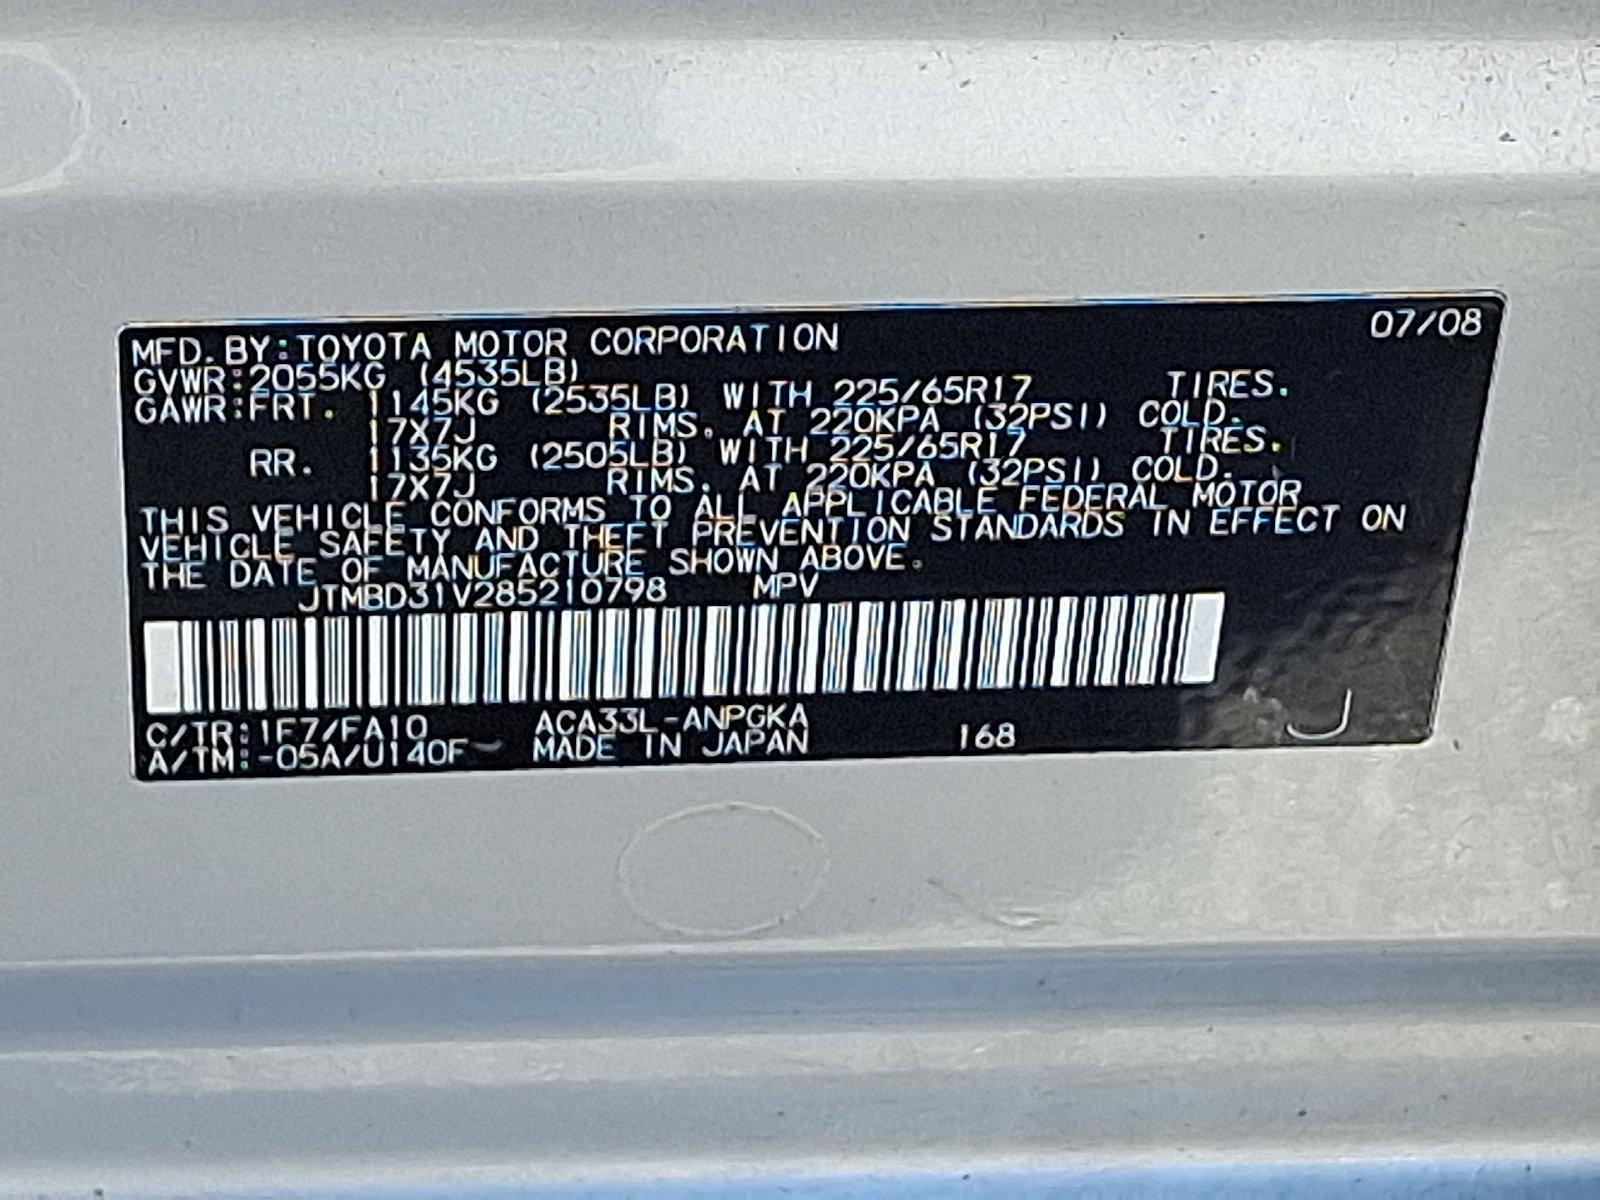 07/08
MFD. BY:TOYOTA MOTOR CORPORATION
GVWR:2055KG (4535LB)
GAWR:FRT. 1145KG (2535LB) WITH 225/65R17 TIRES.
17X7J RIMS. AT 220KPA (32PSI) COLD.
RR. 1135KG (2505LB) WITH 225/65R17 TIRES.
17X7J RIMS. AT 220KPA (32PSI) COLD.
THIS VEHICLE CONFORMS TO ALL APPLICABLE FEDERAL MOTOR
VEHICLE SAFETY AND THEFT PREVENTION STANDARDS IN EFFECT ON
THE DATE OF MANUFACTURE SHOWN ABOVE.
JTMBD31V285210798 MPV
C/TR:1F7/FA10 ACA33L-ANPGKA
A/TM:-05A/U140F MADE IN JAPAN 168 J